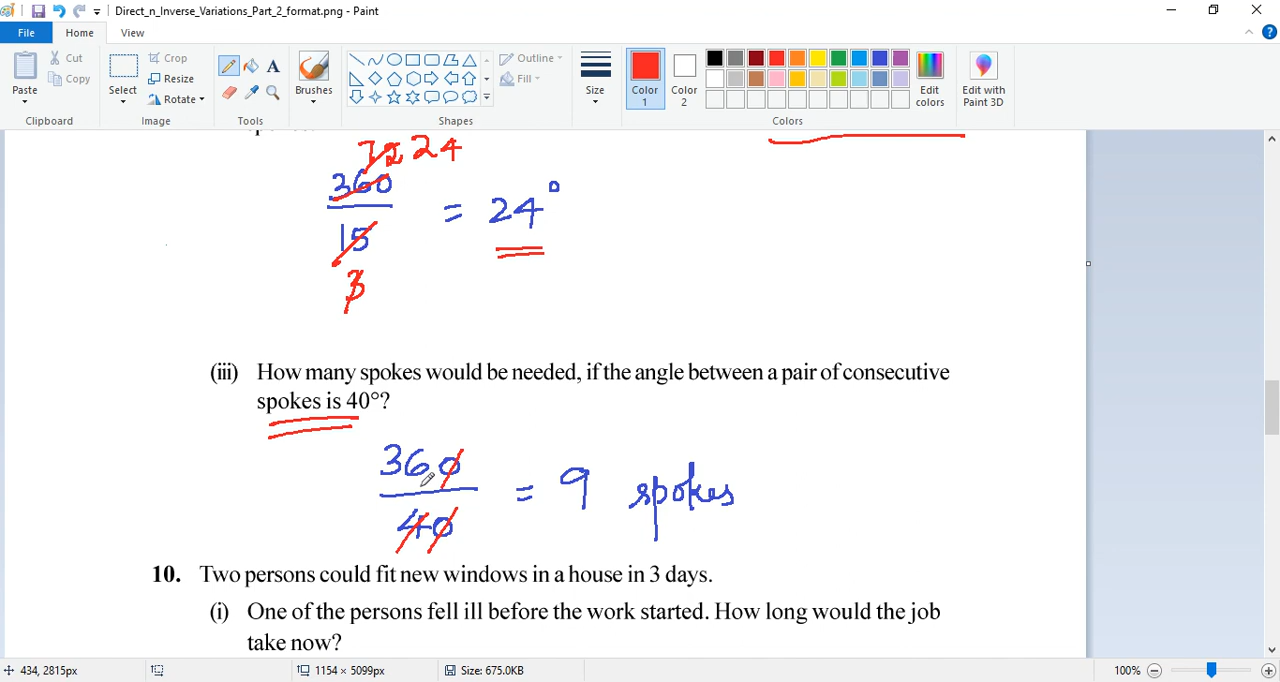 Direct_n_Inverse_Variations_Part_2_format.png - Paint
File Home View
Paste Cut Copy Clipboard
Select Crop Resize Rotate Image
A Tools
Brushes
Outline Fill Shapes
Size
Color 1 Color 2 Edit colors Colors
Edit with Paint 3D
12 24
360
15
= 24°
3
(iii) How many spokes would be needed, if the angle between a pair of consecutive
spokes is 40°?
360
40
= 9 spokes
10. Two persons could fit new windows in a house in 3 days.
(i) One of the persons fell ill before the work started. How long would the job
take now?
434, 2815px 1154 × 5099px Size: 675.0KB 100%